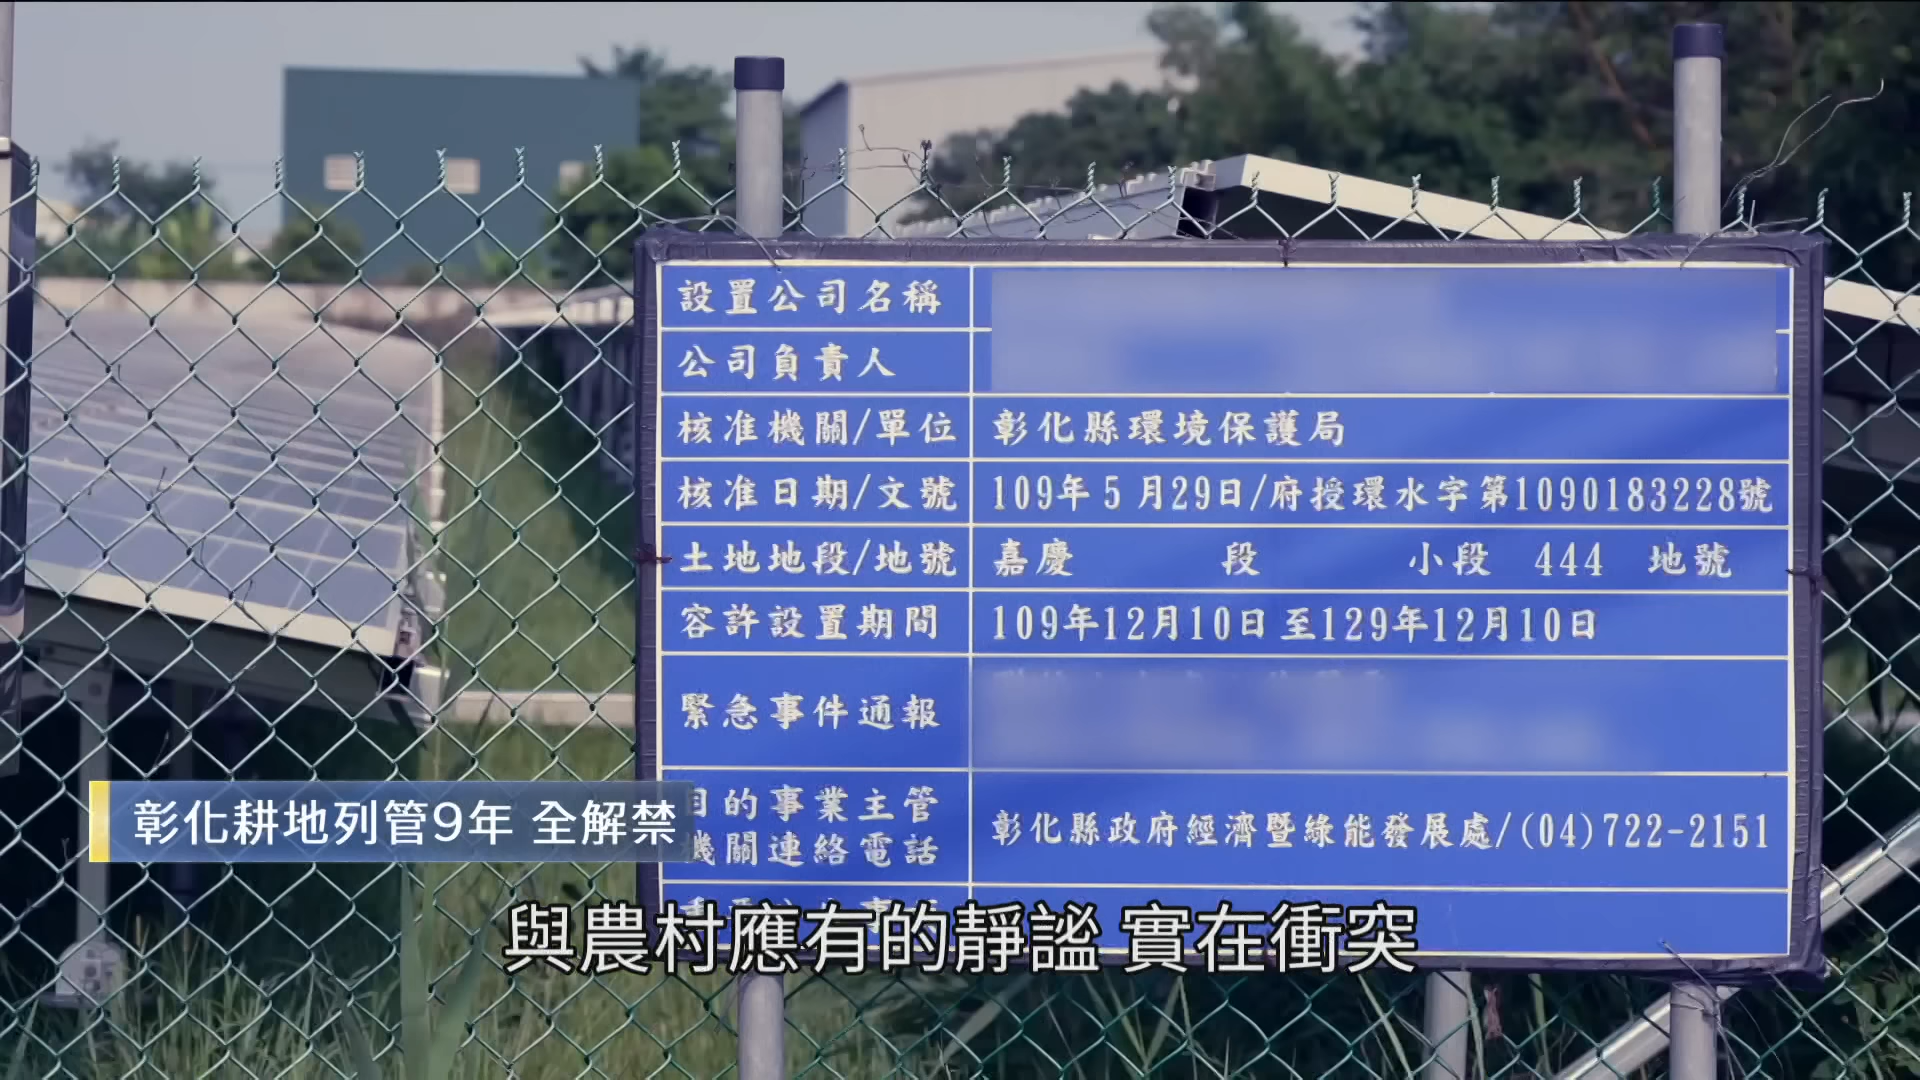 設置公司名稱
公司負責人
核准機關/單位 彰化縣環境保護局
核准日期/文號 109年5月29日/府授環水字第1090183228號
土地地段/地號 嘉慶 段 小段 444 地號
容許設置期間 109年12月10日至129年12月10日
緊急事件通報
目的事業主管
機關連絡電話 彰化縣政府經濟暨綠能發展處/(04)722-2151
彰化耕地列管9年 全解禁
與農村應有的靜謐 實在衝突